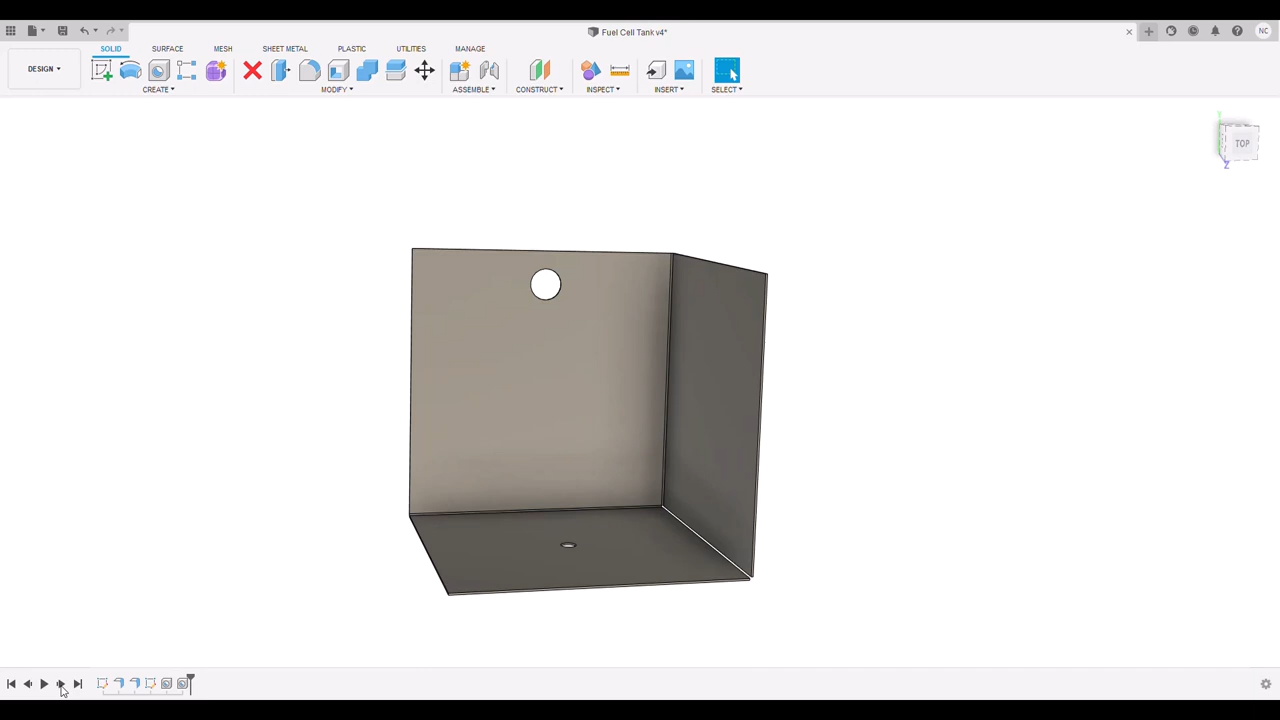 Fuel Cell Tank v4*
NC
SOLID SURFACE MESH SHEET METAL PLASTIC UTILITIES MANAGE
DESIGN
CREATE MODIFY ASSEMBLE CONSTRUCT INSPECT INSERT SELECT
TOP
Z